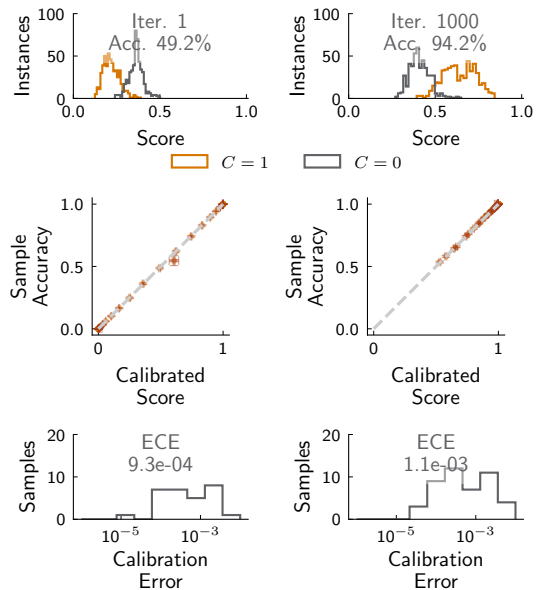 Iter. 1
Acc. 49.2%
Instances
100
50
0
0.0
0.5
1.0
Score
Iter. 1000
Acc. 94.2%
Instances
100
50
0
0.0
0.5
1.0
Score
C = 1
C = 0
Sample
Accuracy
1.0
0.5
0.0
0
1
Calibrated
Score
Sample
Accuracy
1.0
0.5
0.0
0
1
Calibrated
Score
ECE
9.3e-04
Samples
20
10
0
10⁻⁵
10⁻³
Calibration
Error
ECE
1.1e-03
Samples
20
10
0
10⁻⁵
10⁻³
Calibration
Error